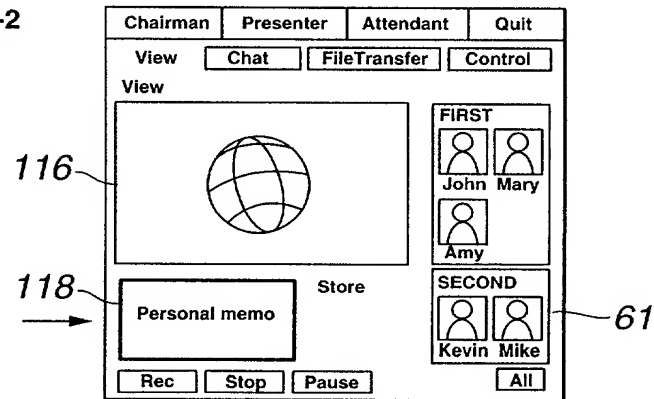 -2
Chairman Presenter Attendant Quit
View Chat FileTransfer Control
View
116
FIRST
John Mary
Amy
118
Personal memo
Store
SECOND
Kevin Mike
61
Rec Stop Pause
All